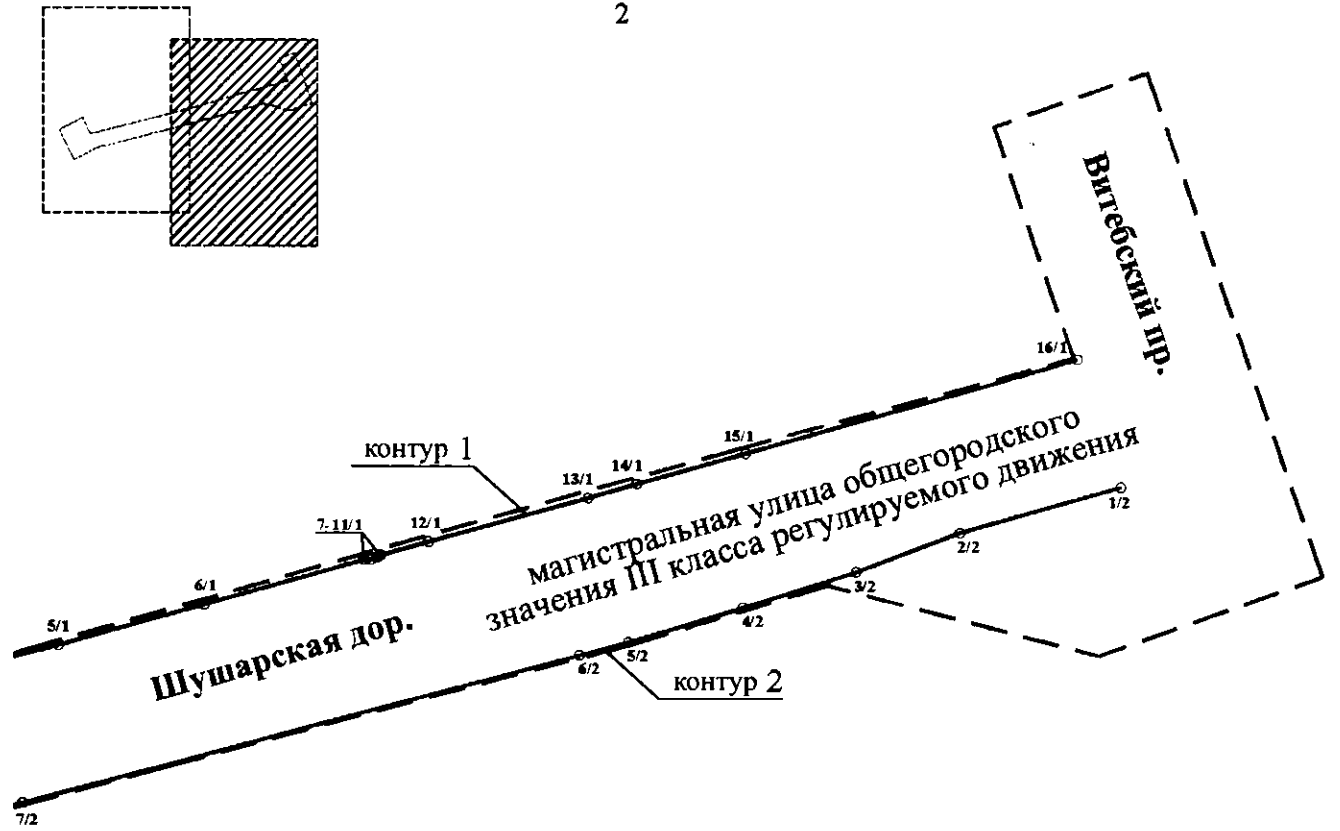 2
Витебский пр.
16/1
15/1
контур 1
14/1
13/1
12/1
7-11/1
6/1
5/1
магистральная улица общегородского
значения III класса регулируемого движения
1/2
2/2
3/2
4/2
5/2
6/2
Шушарская дор.
контур 2
7/2